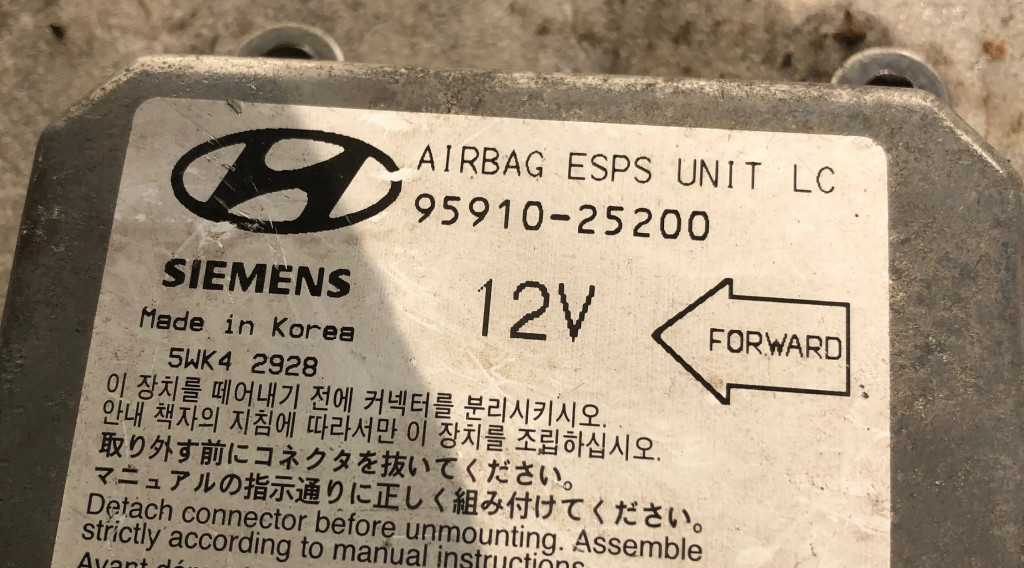 AIRBAG ESPS UNIT LC
95910-25200
SIEMENS
12V
FORWARD
Made in Korea
5WK4 2928
이 장치를 떼어내기 전에 커넥터를 분리시키시오.
안내 책자의 지침에 따라서만 이 장치를 조립하십시오.
取り外す前にコネクタを抜いてください。
マニュアルの指示通りに正しく組み付けてください。
Detach connector before unmounting. Assemble
strictly according to manual instructions.
Avant